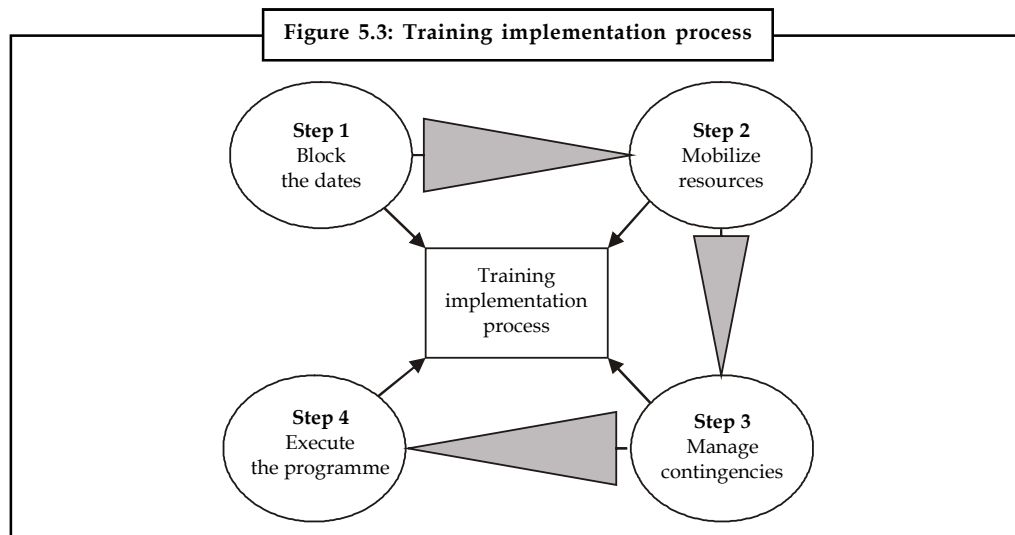 Figure 5.3: Training implementation process
Step 1
Block
the dates
Step 2
Mobilize
resources
Training
implementation
process
Step 4
Execute
the programme
Step 3
Manage
contingencies